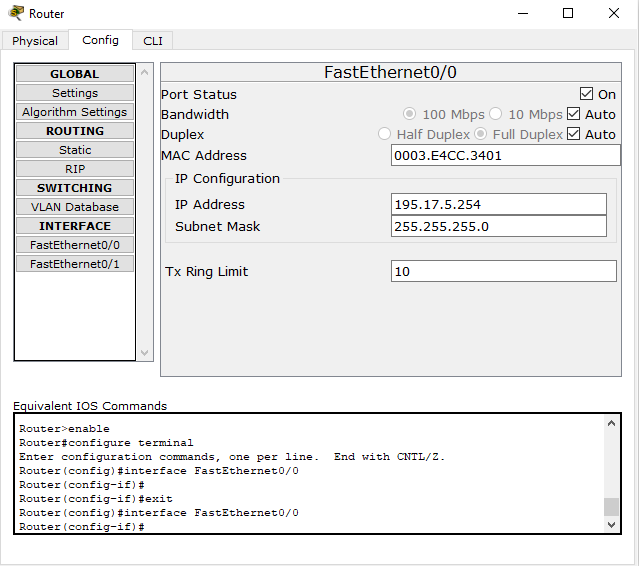 Router
Physical Config CLI
GLOBAL
Settings
Algorithm Settings
ROUTING
Static
RIP
SWITCHING
VLAN Database
INTERFACE
FastEthernet0/0
FastEthernet0/1
FastEthernet0/0
Port Status On
Bandwidth 100 Mbps 10 Mbps Auto
Duplex Half Duplex Full Duplex Auto
MAC Address 0003.E4CC.3401
IP Configuration
IP Address 195.17.5.254
Subnet Mask 255.255.255.0
Tx Ring Limit 10
Equivalent IOS Commands
Router>enable
Router#configure terminal
Enter configuration commands, one per line.  End with CNTL/Z.
Router(config)#interface FastEthernet0/0
Router(config-if)#
Router(config-if)#exit
Router(config)#interface FastEthernet0/0
Router(config-if)#